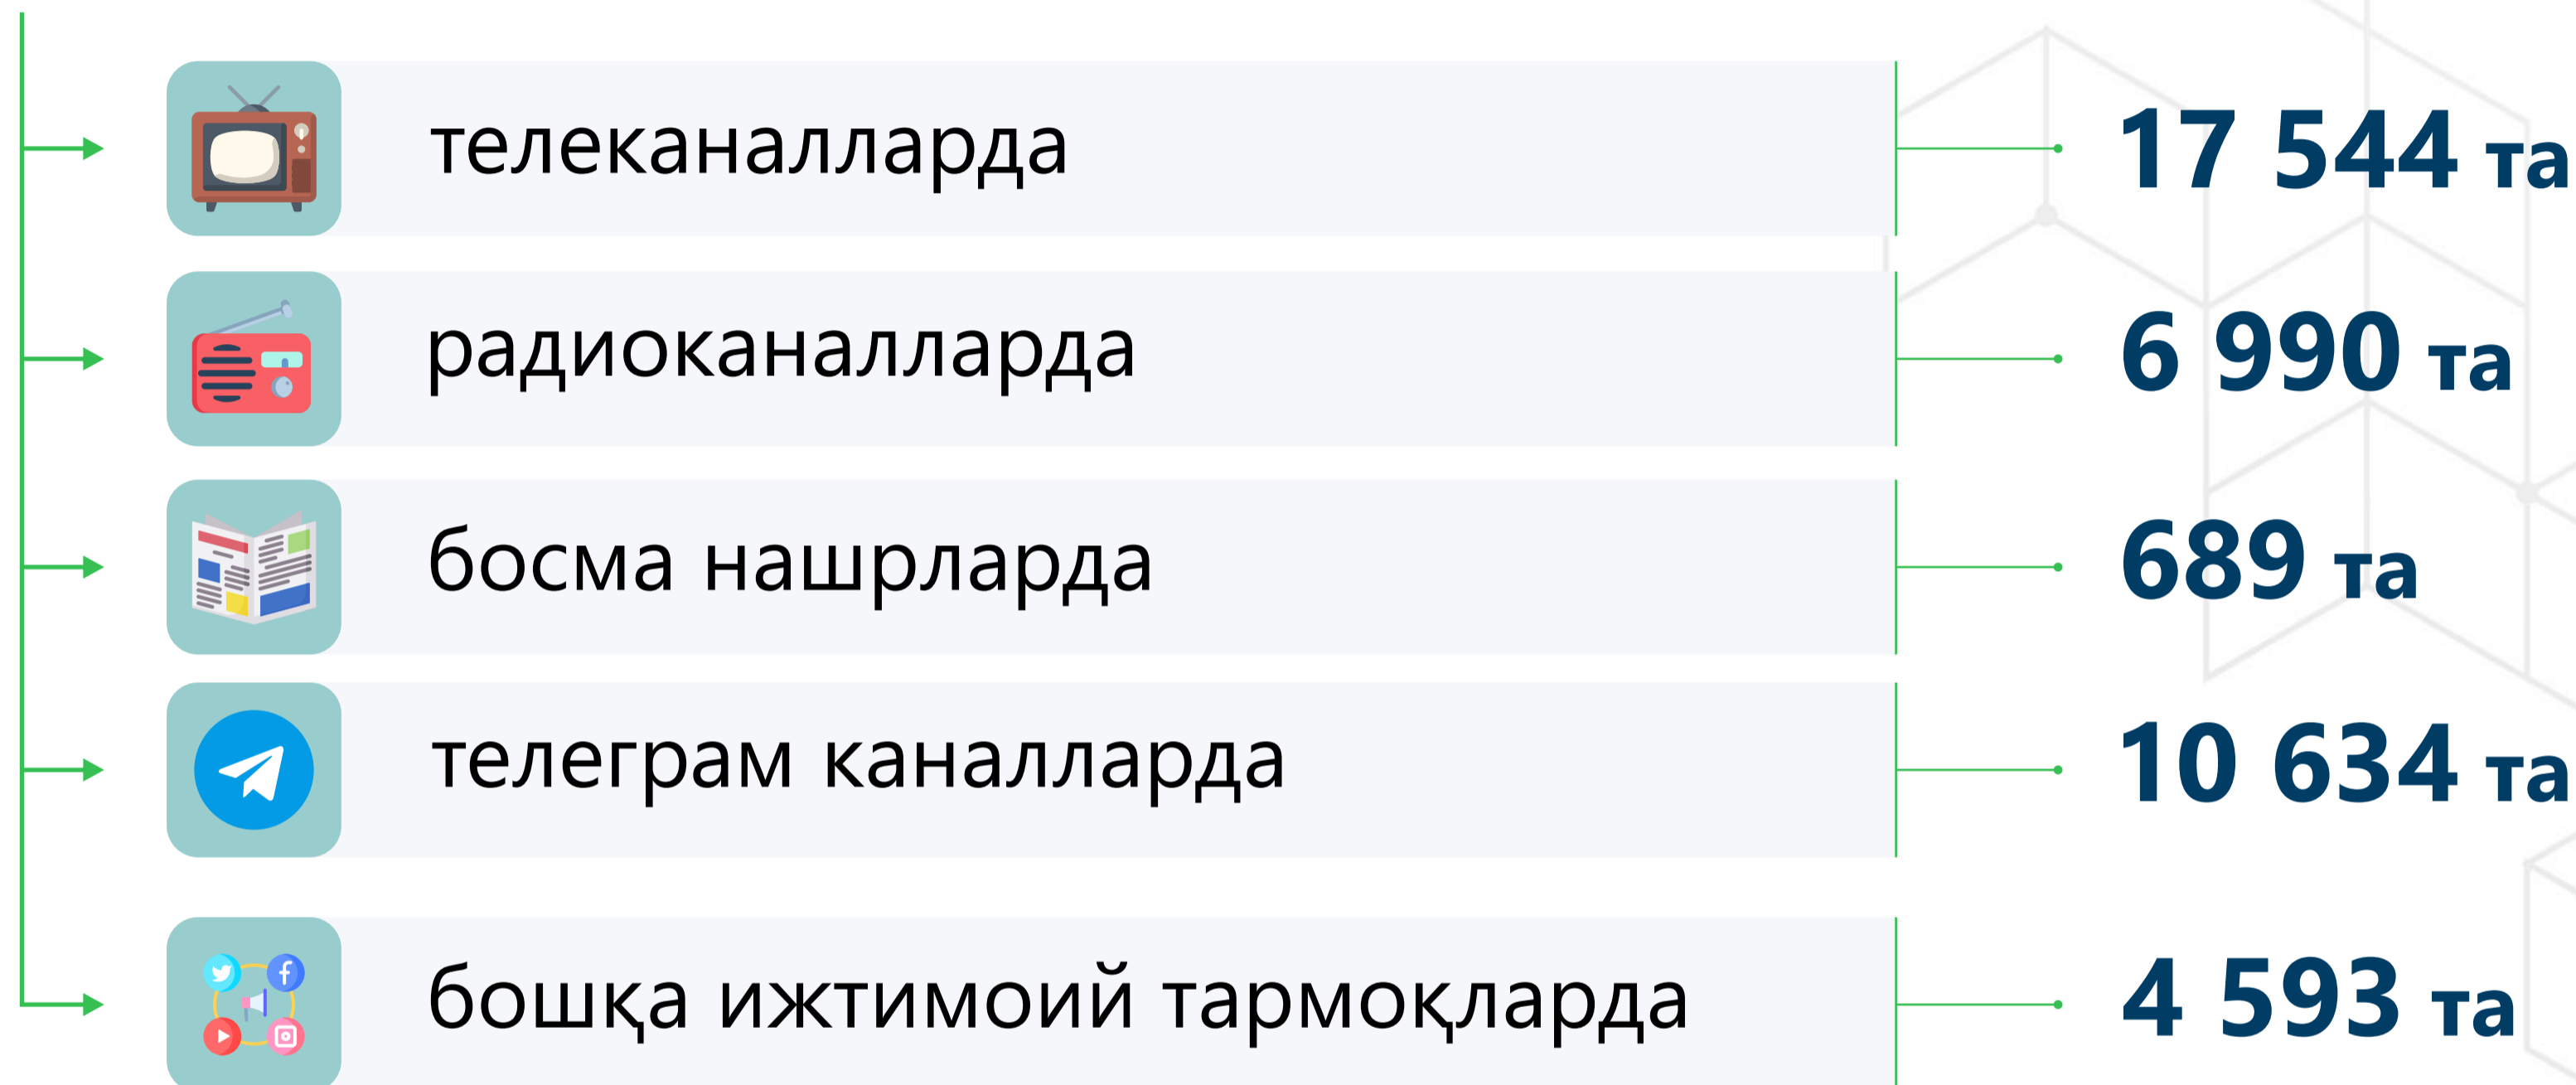 телеканалларда 17 544 та
радиоканалларда 6 990 та
босма нашрларда 689 та
телеграм каналларда 10 634 та
бошқа ижтимоий тармоқларда 4 593 та